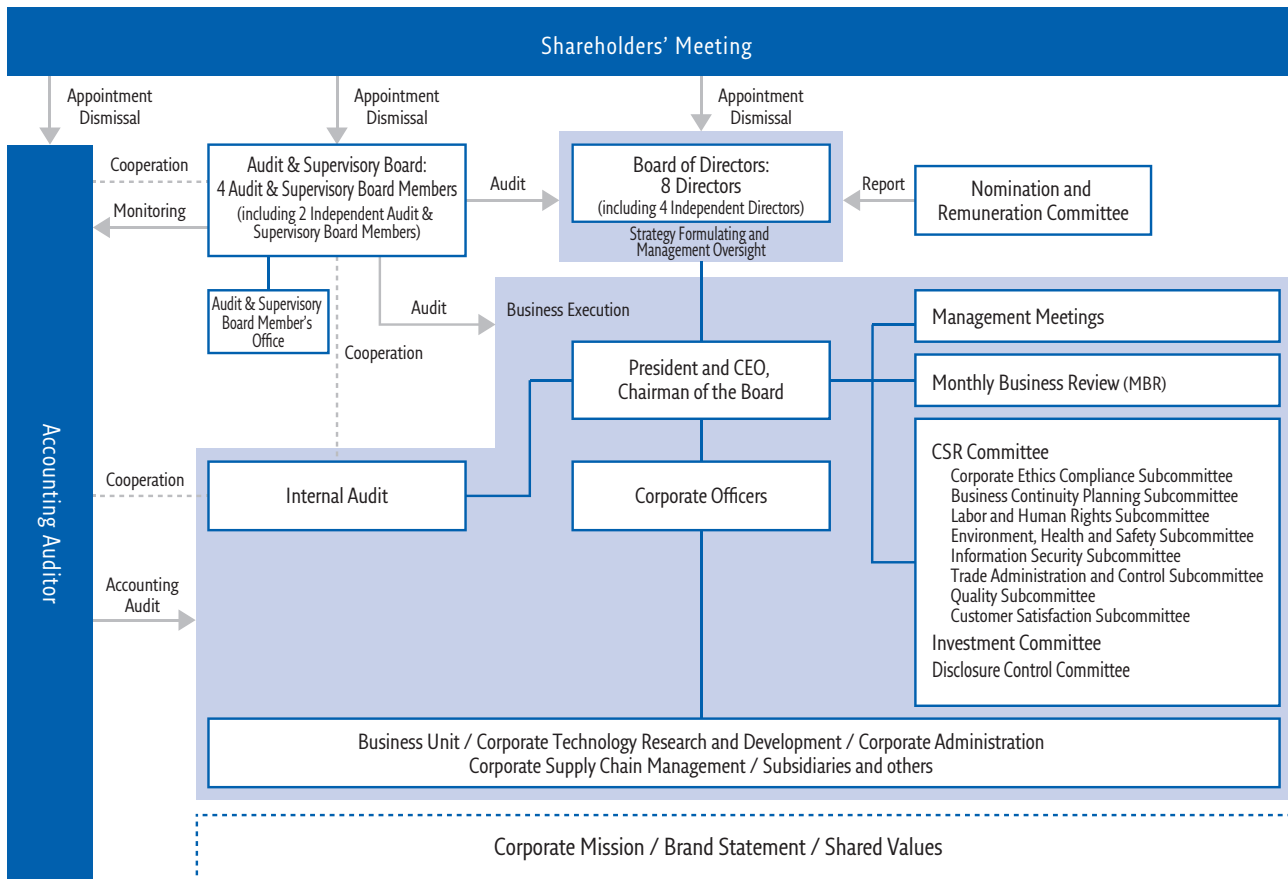 Shareholders' Meeting
Appointment
Dismissal
Appointment
Dismissal
Appointment
Dismissal
Accounting Auditor
Cooperation
Monitoring
Audit & Supervisory Board:
4 Audit & Supervisory Board Members
(including 2 Independent Audit &
Supervisory Board Members)
Audit
Board of Directors:
8 Directors
(including 4 Independent Directors)
Strategy Formulating and
Management Oversight
Report
Nomination and
Remuneration Committee
Audit & Supervisory
Board Member's
Office
Audit
Cooperation
Business Execution
President and CEO,
Chairman of the Board
Management Meetings
Monthly Business Review (MBR)
Cooperation
Internal Audit
Corporate Officers
CSR Committee
Corporate Ethics Compliance Subcommittee
Business Continuity Planning Subcommittee
Labor and Human Rights Subcommittee
Environment, Health and Safety Subcommittee
Information Security Subcommittee
Trade Administration and Control Subcommittee
Quality Subcommittee
Customer Satisfaction Subcommittee
Investment Committee
Disclosure Control Committee
Accounting
Audit
Business Unit / Corporate Technology Research and Development / Corporate Administration
Corporate Supply Chain Management / Subsidiaries and others
Corporate Mission / Brand Statement / Shared Values